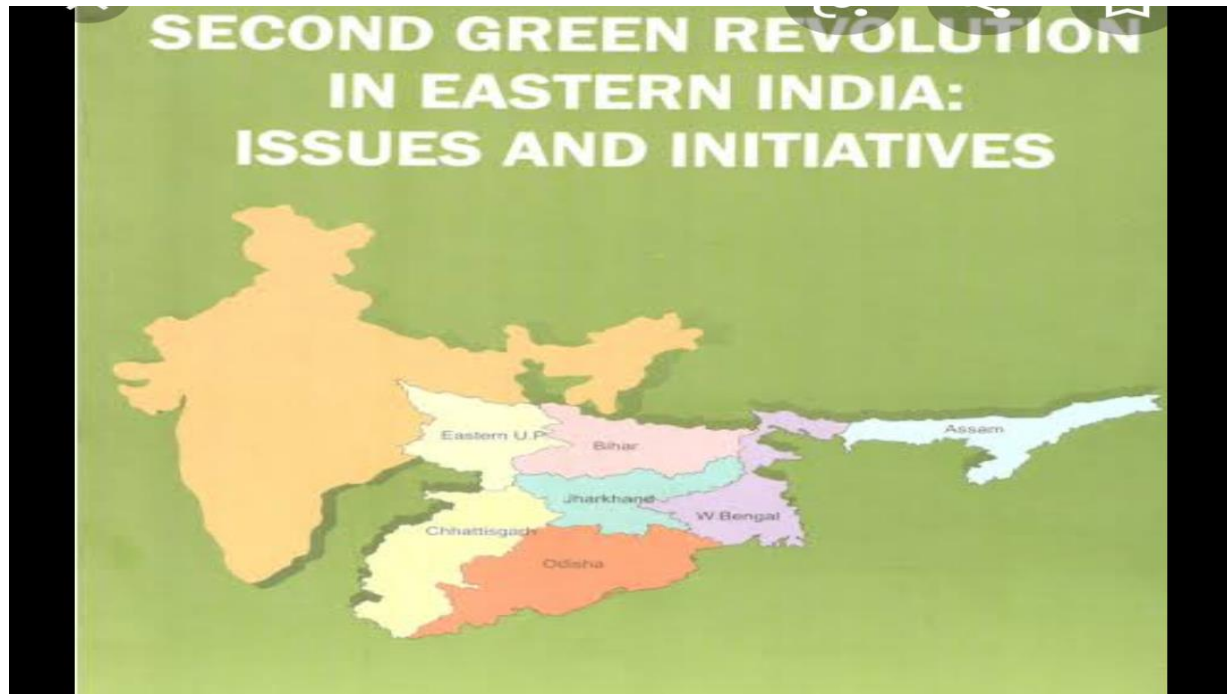 SECOND GREEN REVOLUTION
IN EASTERN INDIA:
ISSUES AND INITIATIVES
Eastern U.P
Bihar
Assam
Jharkhand
W.Bengal
Chhattisgarh
Odisha